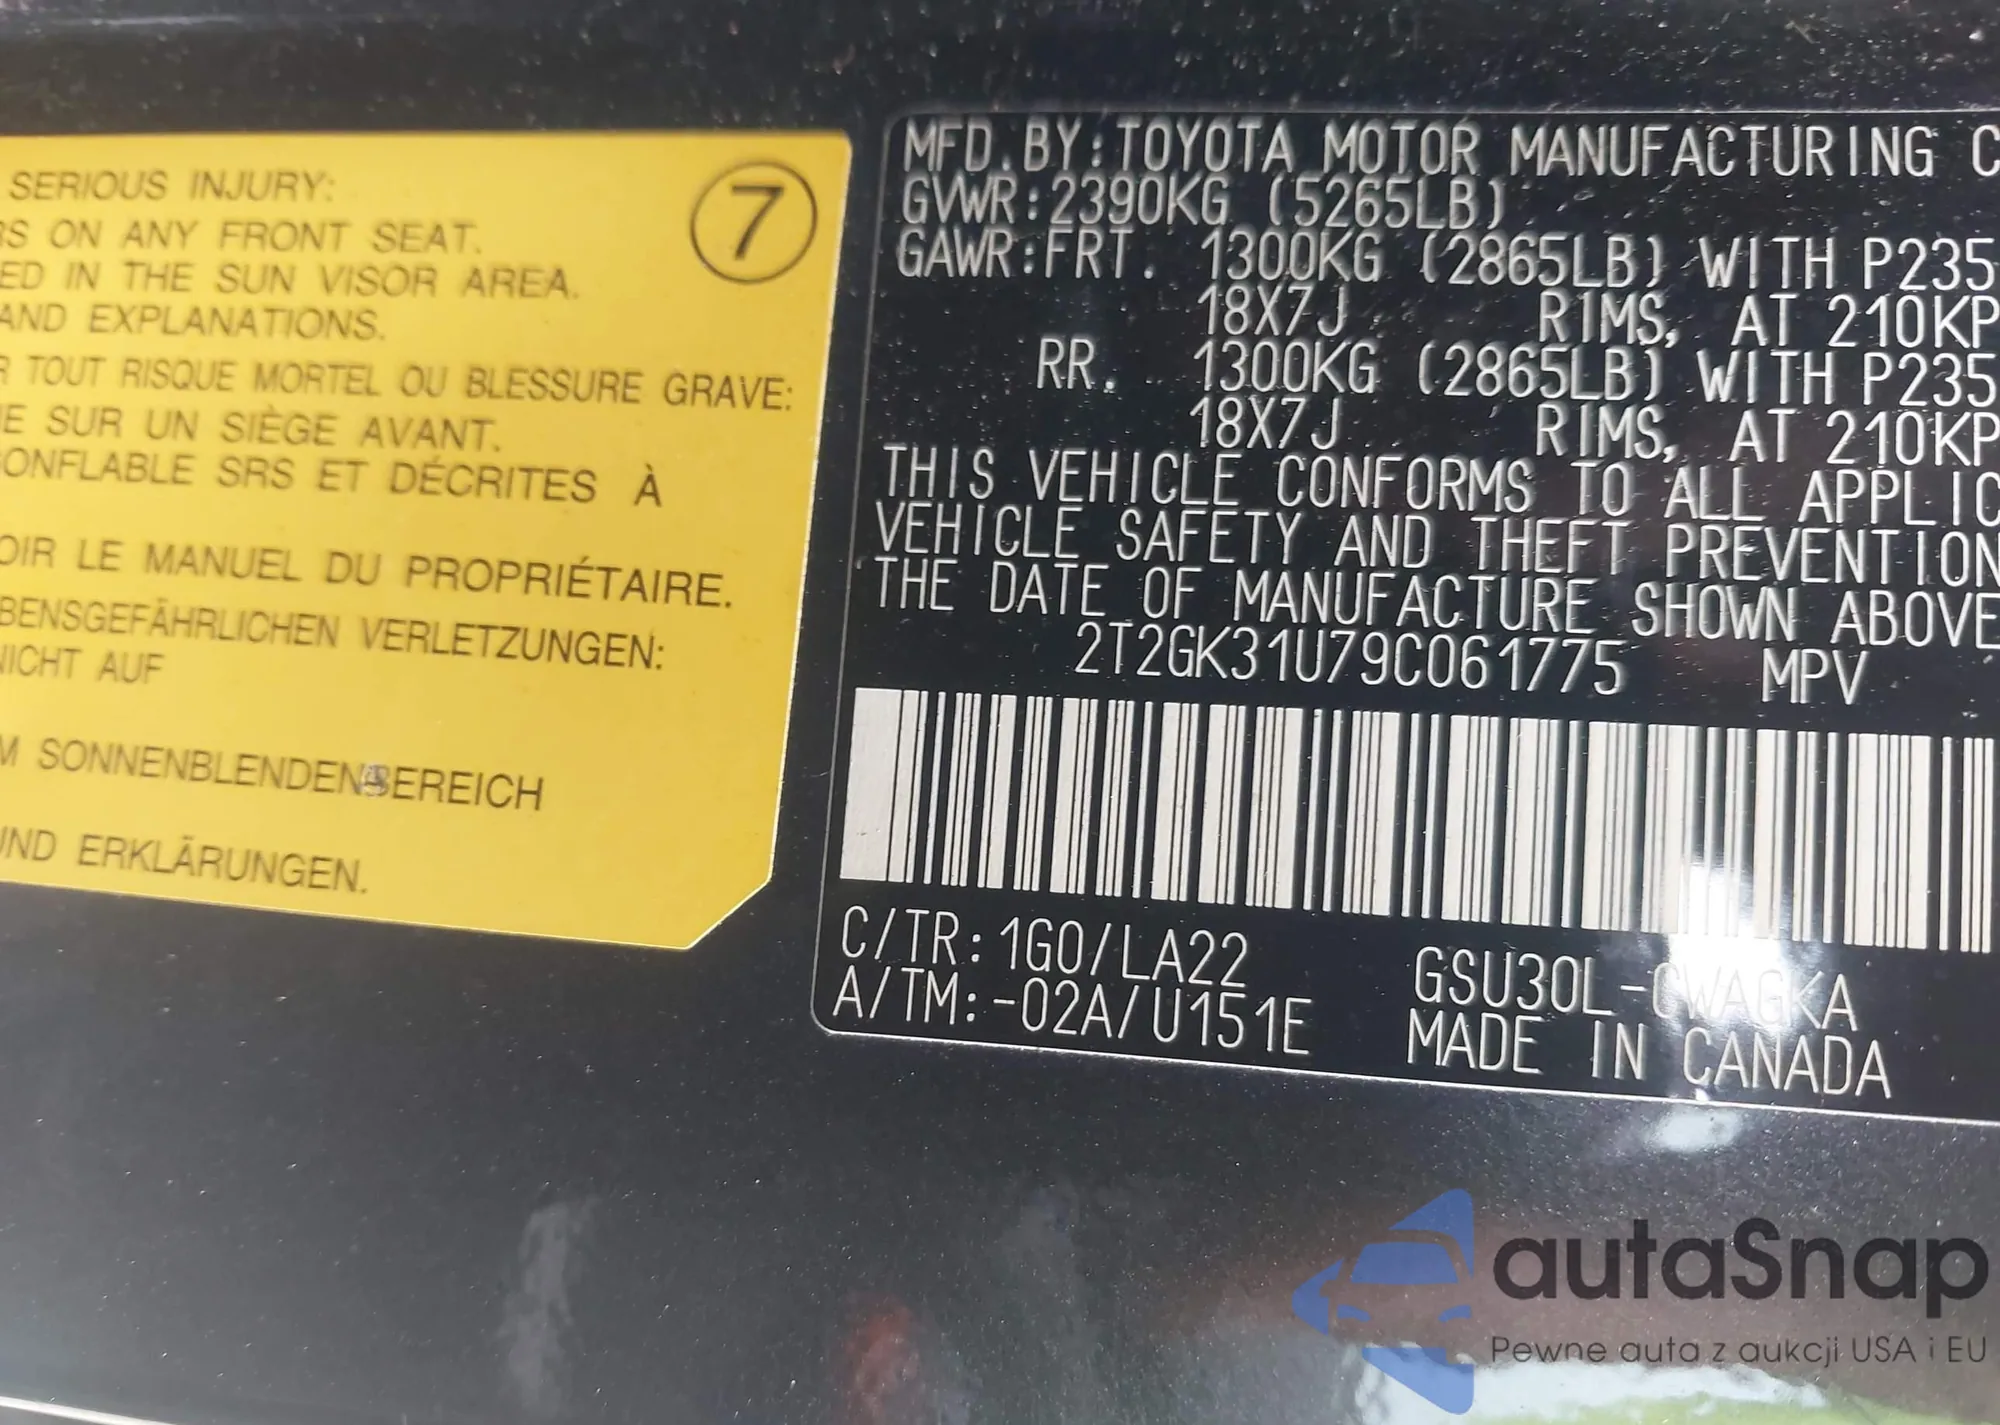 SERIOUS INJURY:
RS ON ANY FRONT SEAT.
ED IN THE SUN VISOR AREA.
AND EXPLANATIONS.
R TOUT RISQUE MORTEL OU BLESSURE GRAVE:
E SUR UN SIÈGE AVANT.
GONFLABLE SRS ET DÉCRITES À
OIR LE MANUEL DU PROPRIÉTAIRE.
BENSGEFÄHRLICHEN VERLETZUNGEN:
NICHT AUF
M SONNENBLENDENBEREICH
UND ERKLÄRUNGEN.
7
MFD.BY:TOYOTA MOTOR MANUFACTURING C
GVWR:2390KG (5265LB)
GAWR:FRT. 1300KG (2865LB) WITH P235
18X7J RIMS, AT 210KP
RR. 1300KG (2865LB) WITH P235
18X7J RIMS, AT 210KP
THIS VEHICLE CONFORMS TO ALL APPLIC
VEHICLE SAFETY AND THEFT PREVENTION
THE DATE OF MANUFACTURE SHOWN ABOVE
2T2GK31U79C061775 MPV
C/TR:1G0/LA22 GSU30L-CWAGKA
A/TM:-02A/U151E MADE IN CANADA
autaSnap
Pewne auta z aukcji USA i EU